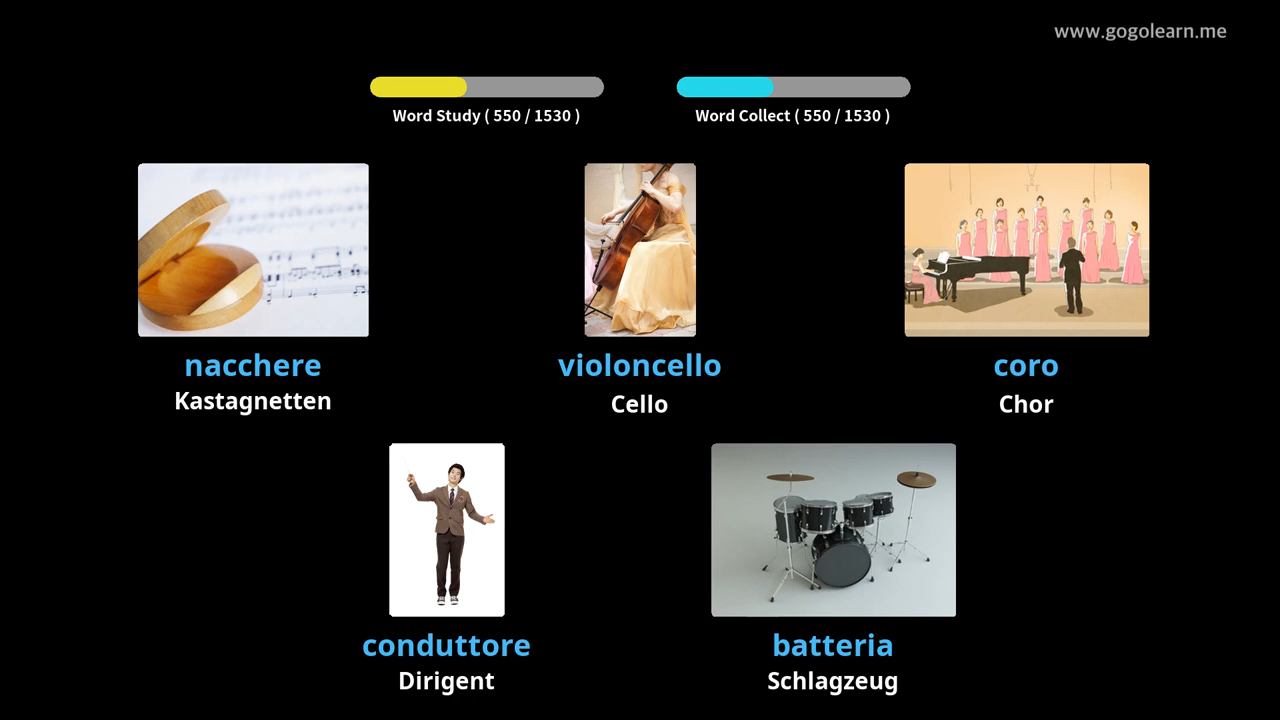 www.gogolearn.me
Word Study ( 550 / 1530 )
Word Collect ( 550 / 1530 )
nacchere
Kastagnetten
violoncello
Cello
coro
Chor
conduttore
Dirigent
batteria
Schlagzeug